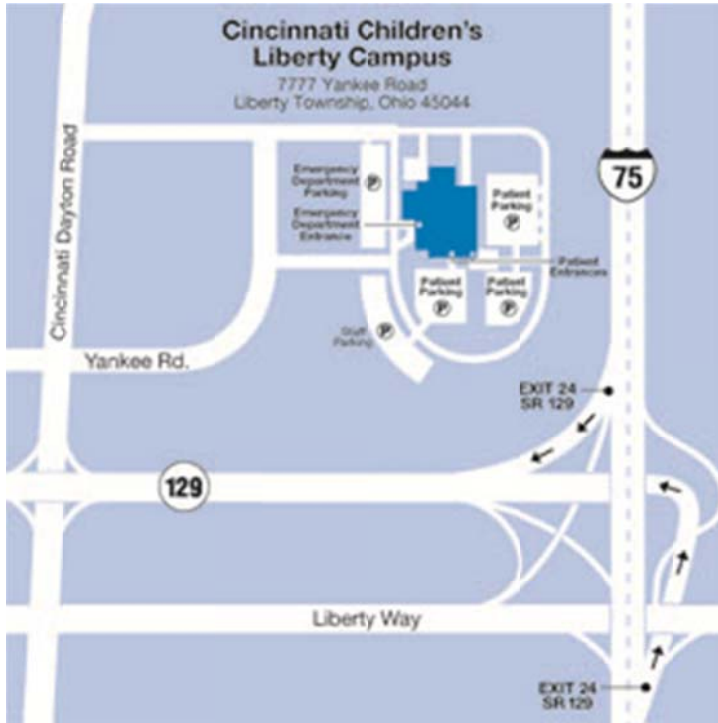 Cincinnati Children's
Liberty Campus
7777 Yankee Road
Liberty Township, Ohio 45044
Cincinnati Dayton Road
75
Emergency
Department
Parking
P
Emergency
Department
Entrance
Patient
Parking
P
Patient
Entrances
Patient
Parking
P
Patient
Parking
P
Staff
Parking
P
Yankee Rd.
EXIT 24
SR 129
129
Liberty Way
EXIT 24
SR 129